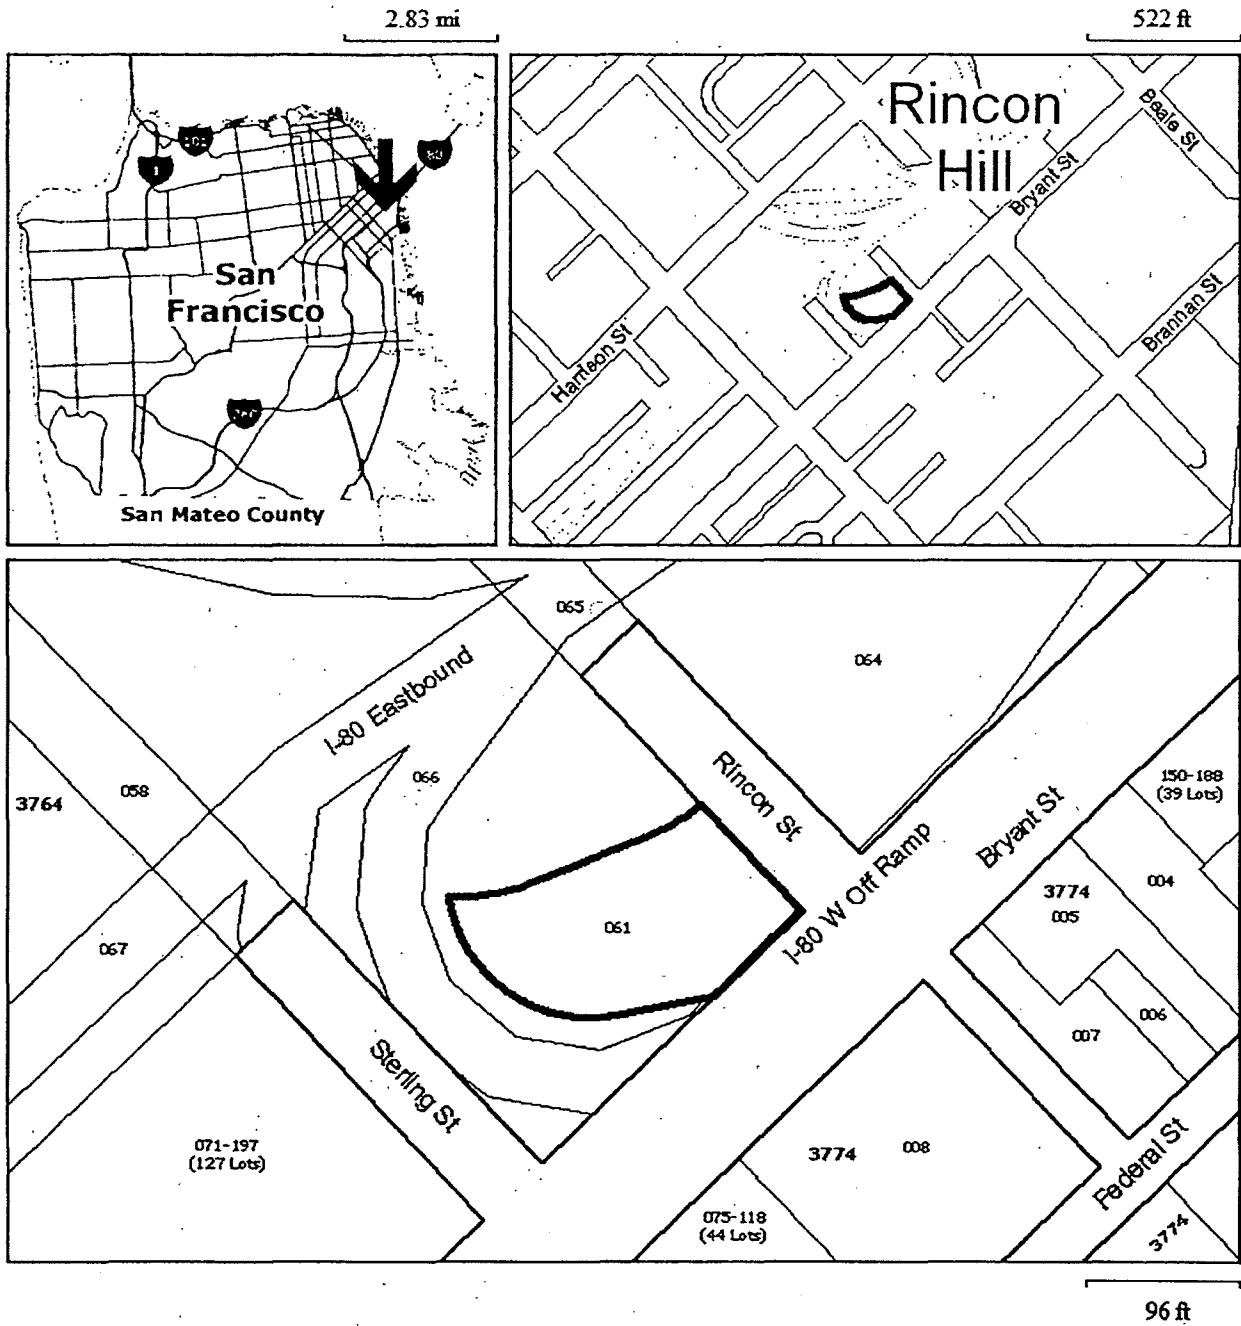 2.83 mi
522 ft
1
80
San
Francisco
San Mateo County
Rincon
Hill
Beale St
Bryant St
Brannan St
Harrison St
065
064
I-80 Eastbound
066
058
3764
Rincon St
Bryant St
150-188
(39 Lots)
004
3774
005
I-80 W Off Ramp
061
067
006
007
Sterling St
071-197
(127 Lots)
3774
008
Federal St
075-118
(44 Lots)
3774
96 ft